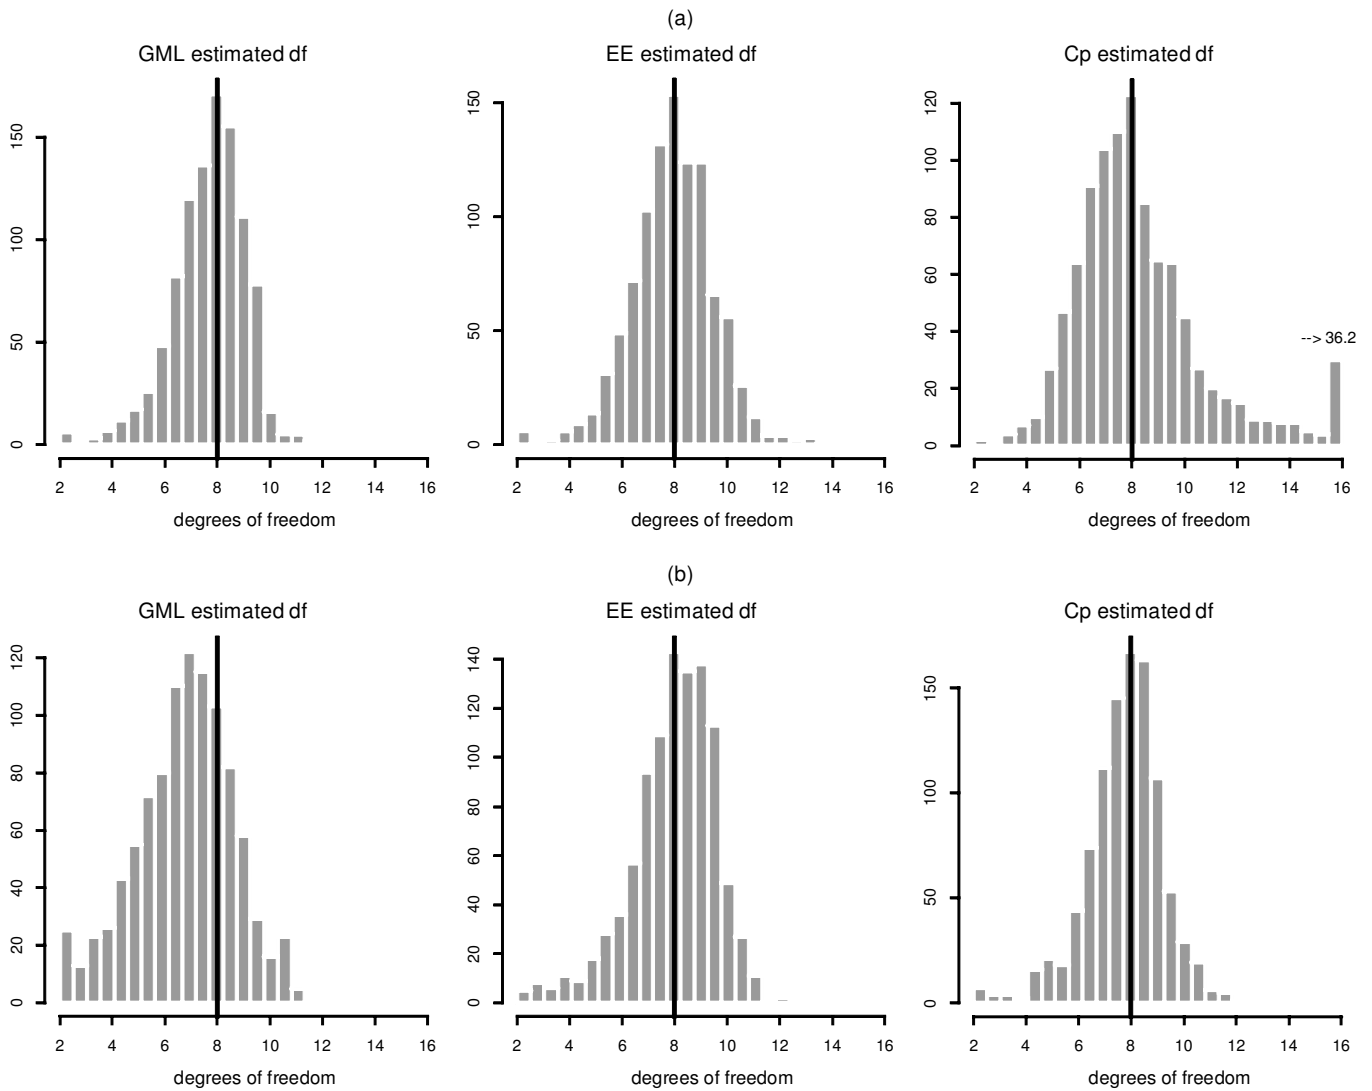 (a)
GML estimated df
EE estimated df
Cp estimated df
0 50 100 150
0 50 100 150
0 20 40 60 80 100 120
--> 36.2
2 4 6 8 10 12 14 16
2 4 6 8 10 12 14 16
2 4 6 8 10 12 14 16
degrees of freedom
degrees of freedom
degrees of freedom
(b)
GML estimated df
EE estimated df
Cp estimated df
0 20 40 60 80 100 120
0 20 40 60 80 100 120 140
0 50 100 150
2 4 6 8 10 12 14 16
2 4 6 8 10 12 14 16
2 4 6 8 10 12 14 16
degrees of freedom
degrees of freedom
degrees of freedom